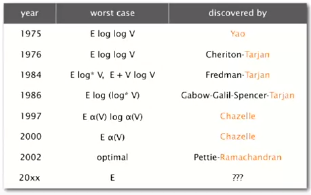 year worst case discovered by
1975 E log log V Yao
1976 E log log V Cheriton-Tarjan
1984 E log* V, E + V log V Fredman-Tarjan
1986 E log (log* V) Gabow-Galil-Spencer-Tarjan
1997 E α(V) log α(V) Chazelle
2000 E α(V) Chazelle
2002 optimal Pettie-Ramachandran
20xx E ???